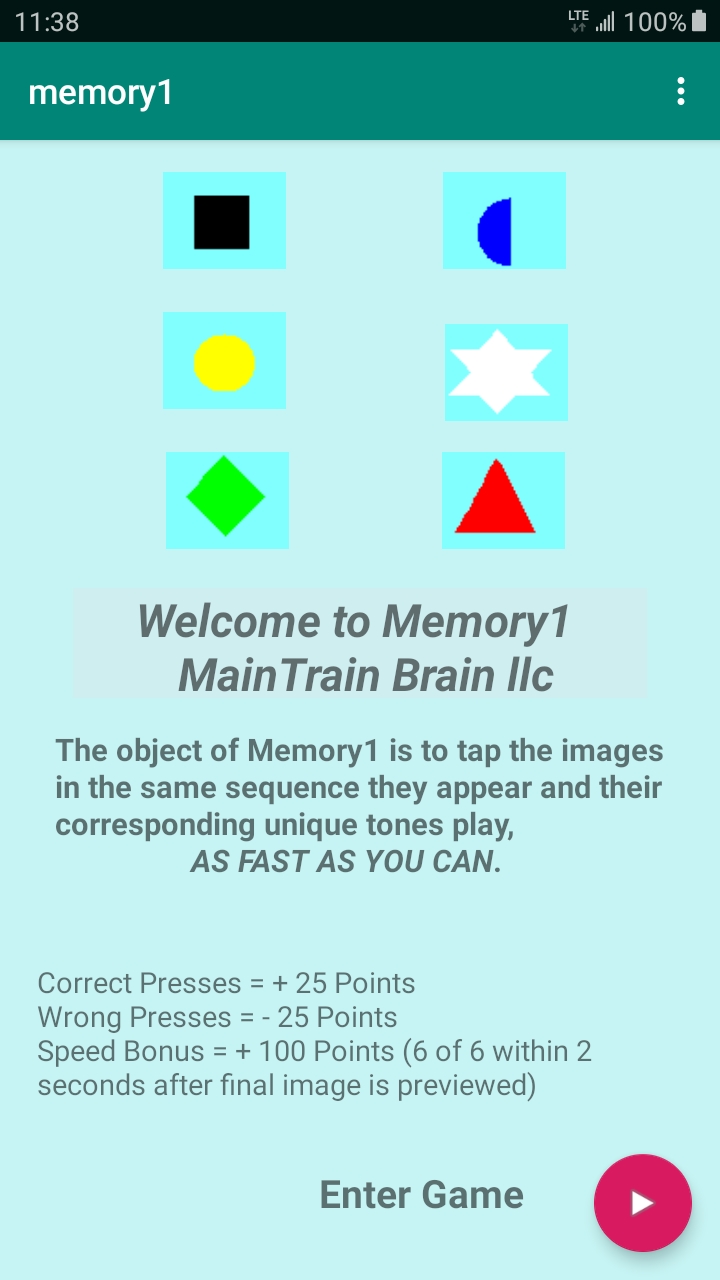 11:38
LTE
100%
memory1
Welcome to Memory1
MainTrain Brain llc
The object of Memory1 is to tap the images
in the same sequence they appear and their
corresponding unique tones play,
AS FAST AS YOU CAN.
Correct Presses = + 25 Points
Wrong Presses = - 25 Points
Speed Bonus = + 100 Points (6 of 6 within 2
seconds after final image is previewed)
Enter Game